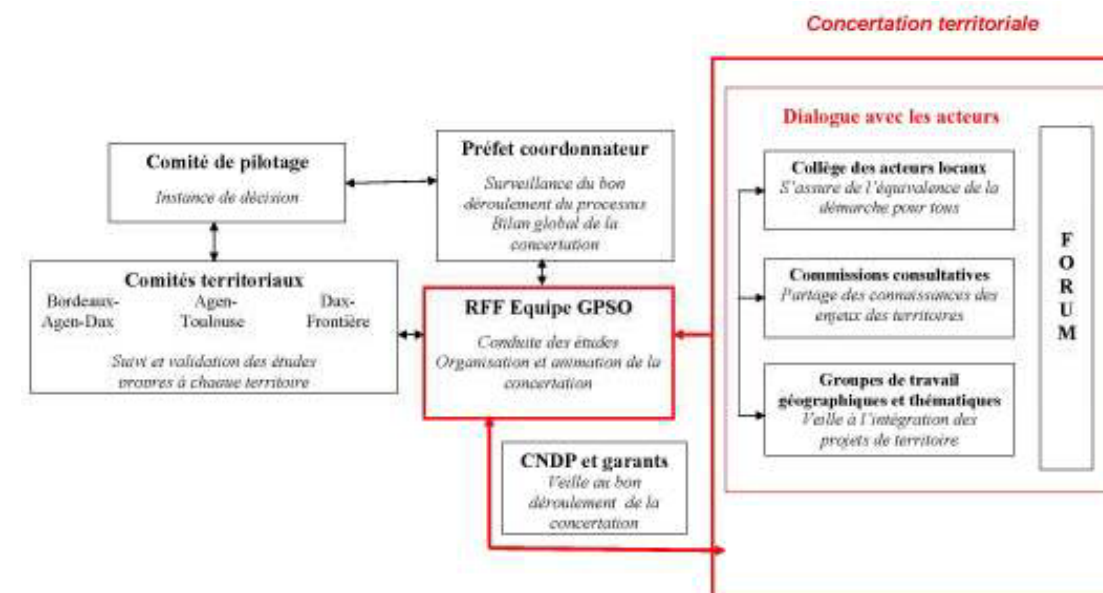 Concertation territoriale
Comité de pilotage
Instance de décision
Préfet coordonnateur
Surveillance du bon
déroulement du processus
Bilan global de la
concertation
Comités territoriaux
Bordeaux-
Agen-Dax
Agen-
Toulouse
Dax-
Frontière
Suivi et validation des études
propres à chaque territoire
RFF Equipe GPSO
Conduite des études
Organisation et animation de la
concertation
CNDP et garants
Veille au bon
déroulement de la
concertation
Dialogue avec les acteurs
Collège des acteurs locaux
S'assure de l'équivalence de la
démarche pour tous
Commissions consultatives
Partage des connaissances des
enjeux des territoires
Groupes de travail
géographiques et thématiques
Veille à l'intégration des
projets de territoire
F
O
R
U
M